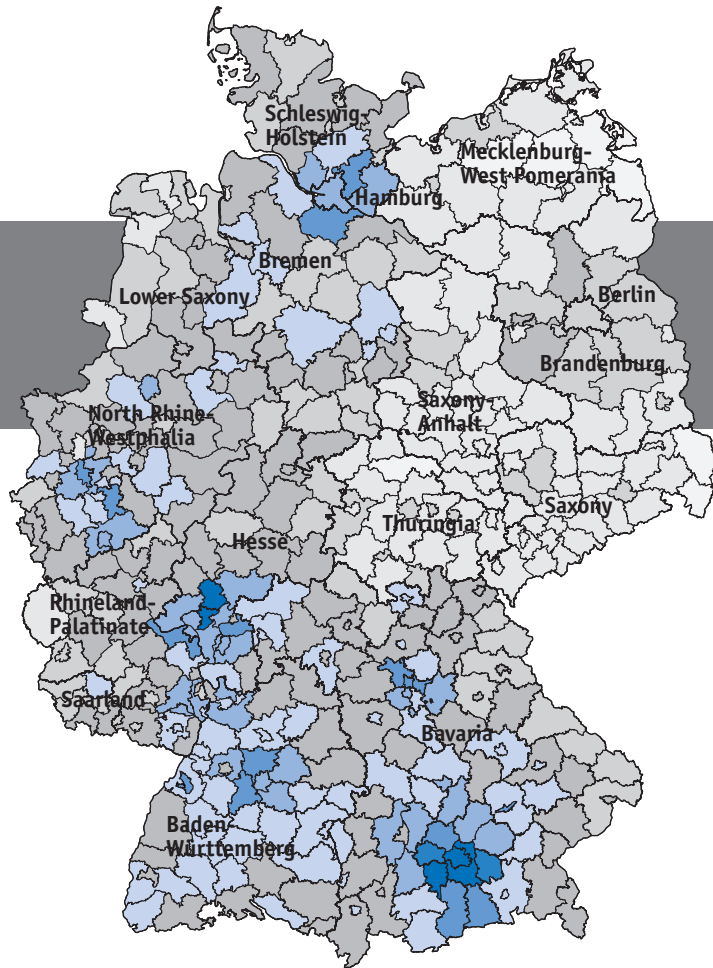 Schleswig-
Holstein
Mecklenburg-
West-Pomerania
Hamburg
Bremen
Lower Saxony
Berlin
Brandenburg
North Rhine-
Westphalia
Saxony-
Anhalt
Saxony
Thuringia
Hesse
Rhineland-
Palatinate
Saarland
Bavaria
Baden-
Württemberg